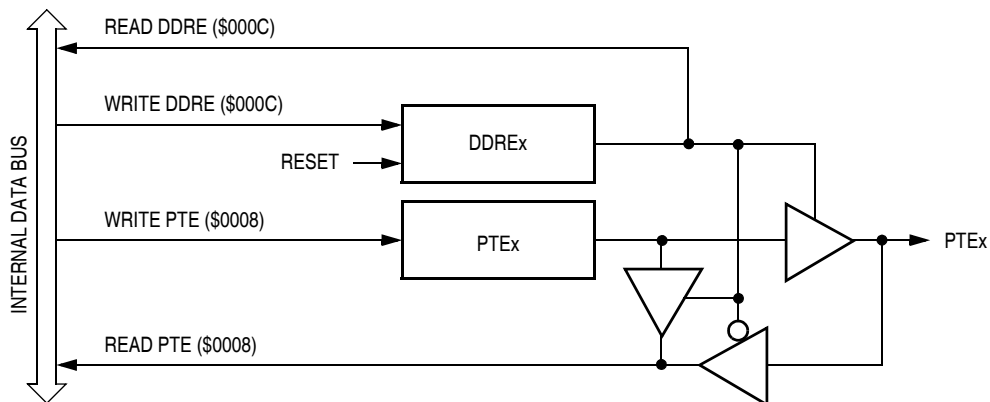 READ DDRE ($000C)
WRITE DDRE ($000C)
DDREx
RESET
WRITE PTE ($0008)
PTEx
PTEx
READ PTE ($0008)
INTERNAL DATA BUS